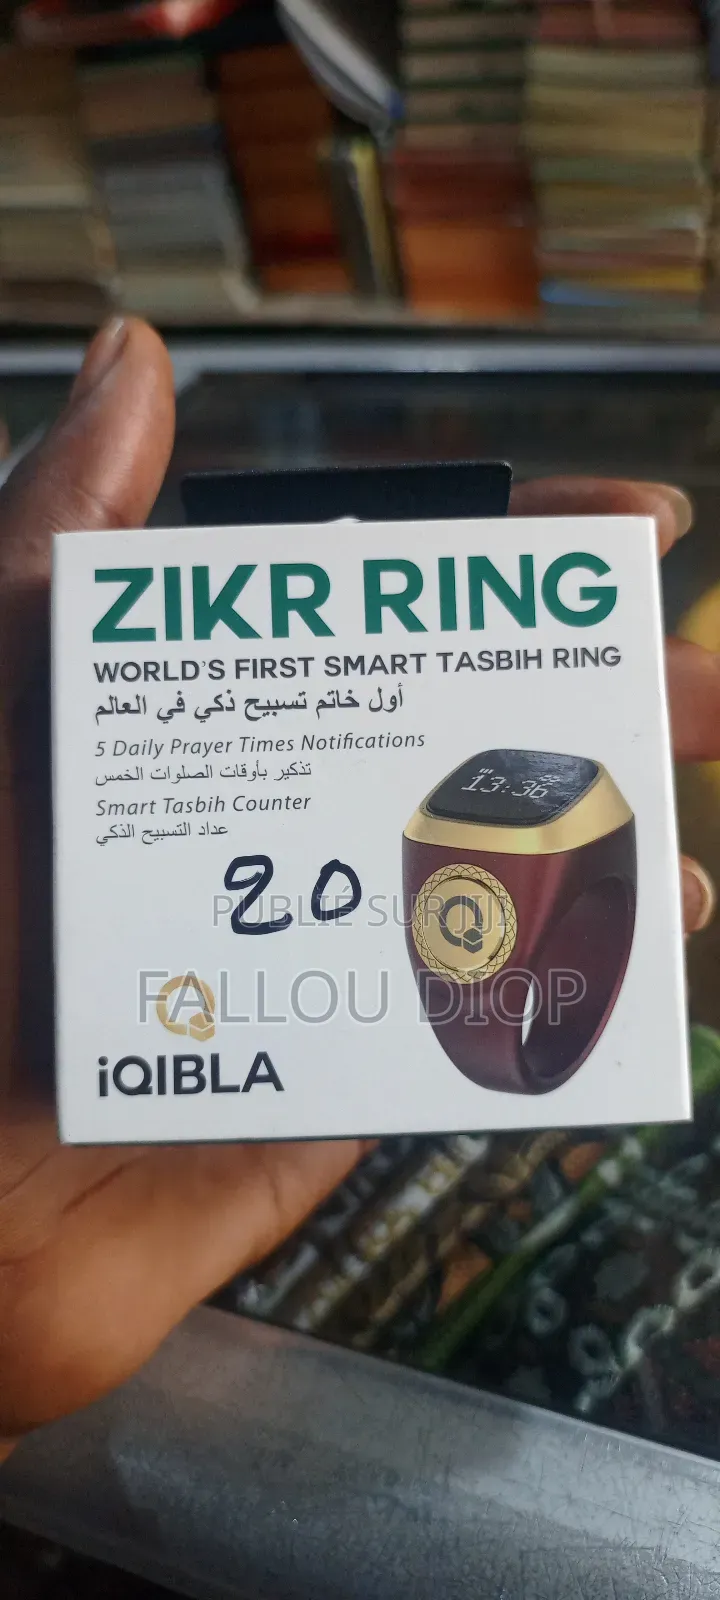 ZIKR RING
WORLD'S FIRST SMART TASBIH RING
أول خاتم تسبيح ذكي في العالم
5 Daily Prayer Times Notifications
تذكير بأوقات الصلوات الخمس
Smart Tasbih Counter
عداد التسبيح الذكي
13:36
20
PUBLIÉ SUR JIJI
FALLOU DIOP
iQIBLA